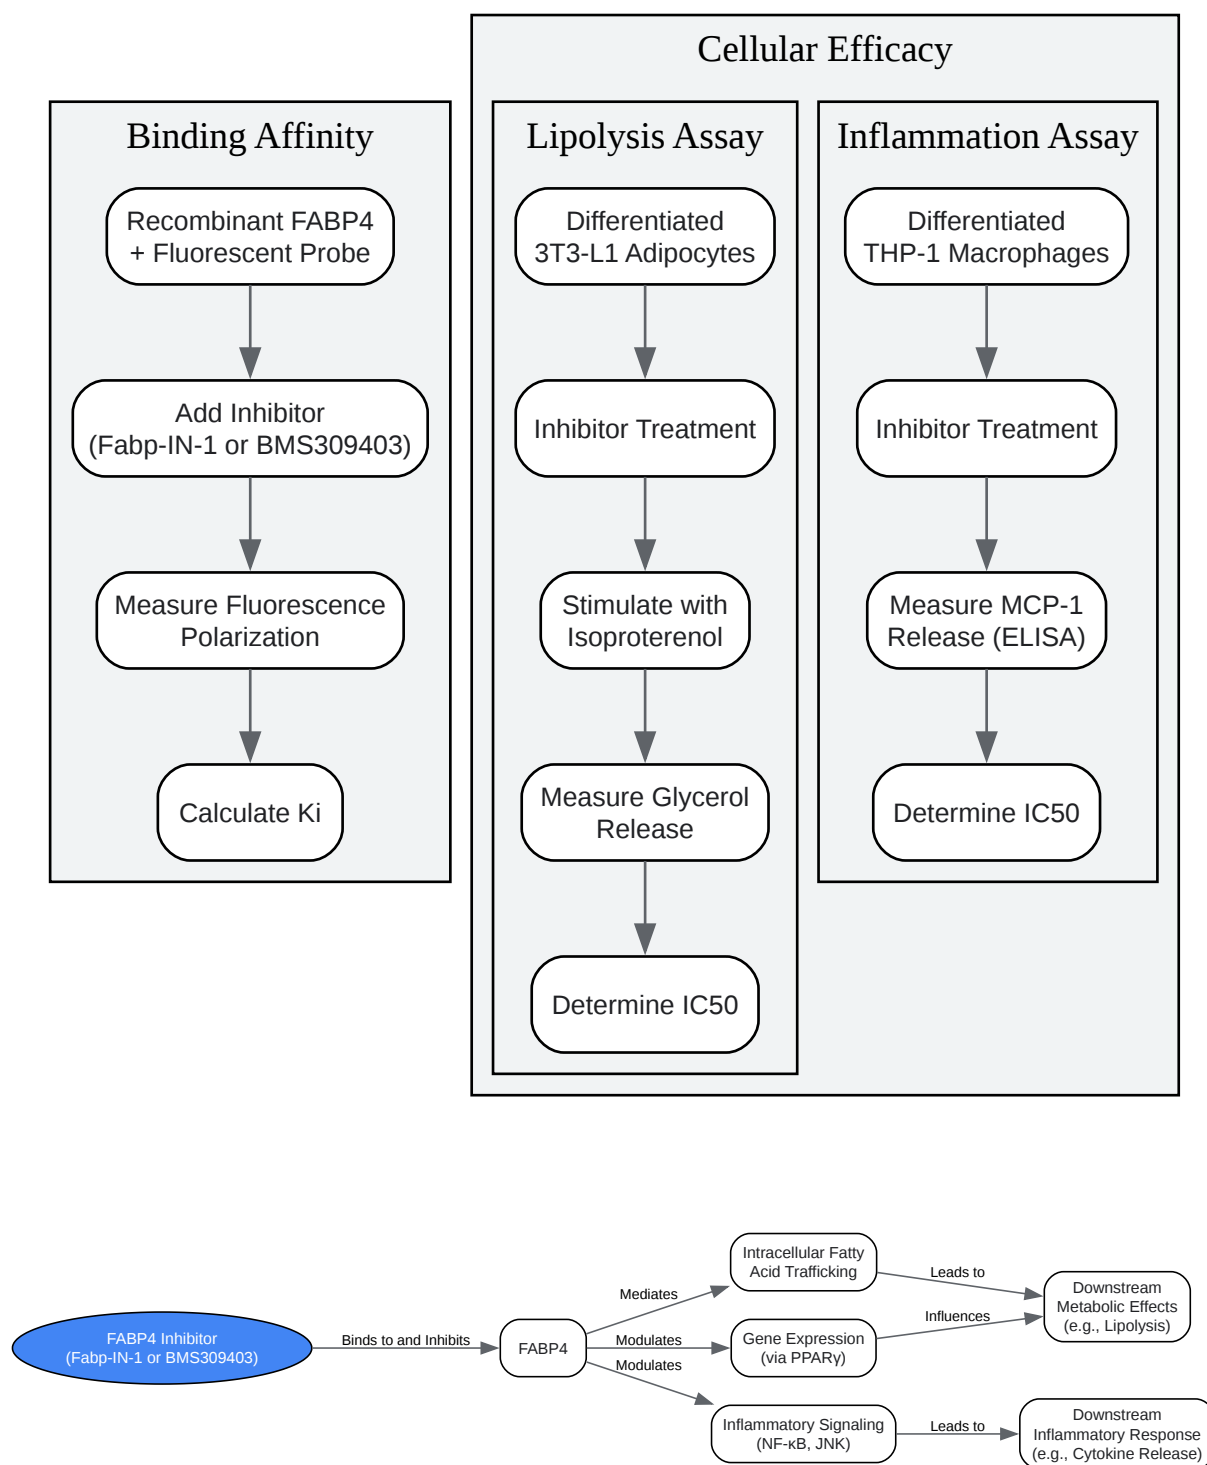 Cellular Efficacy
Binding Affinity
Recombinant FABP4
+ Fluorescent Probe
Add Inhibitor
(Fabp-IN-1 or BMS309403)
Measure Fluorescence
Polarization
Calculate Ki
Lipolysis Assay
Differentiated
3T3-L1 Adipocytes
Inhibitor Treatment
Stimulate with
Isoproterenol
Measure Glycerol
Release
Determine IC50
Inflammation Assay
Differentiated
THP-1 Macrophages
Inhibitor Treatment
Measure MCP-1
Release (ELISA)
Determine IC50
FABP4 Inhibitor
(Fabp-IN-1 or BMS309403)
Binds to and Inhibits
FABP4
Mediates
Modulates
Modulates
Intracellular Fatty
Acid Trafficking
Gene Expression
(via PPARγ)
Inflammatory Signaling
(NF-κB, JNK)
Leads to
Influences
Leads to
Downstream
Metabolic Effects
(e.g., Lipolysis)
Downstream
Inflammatory Response
(e.g., Cytokine Release)